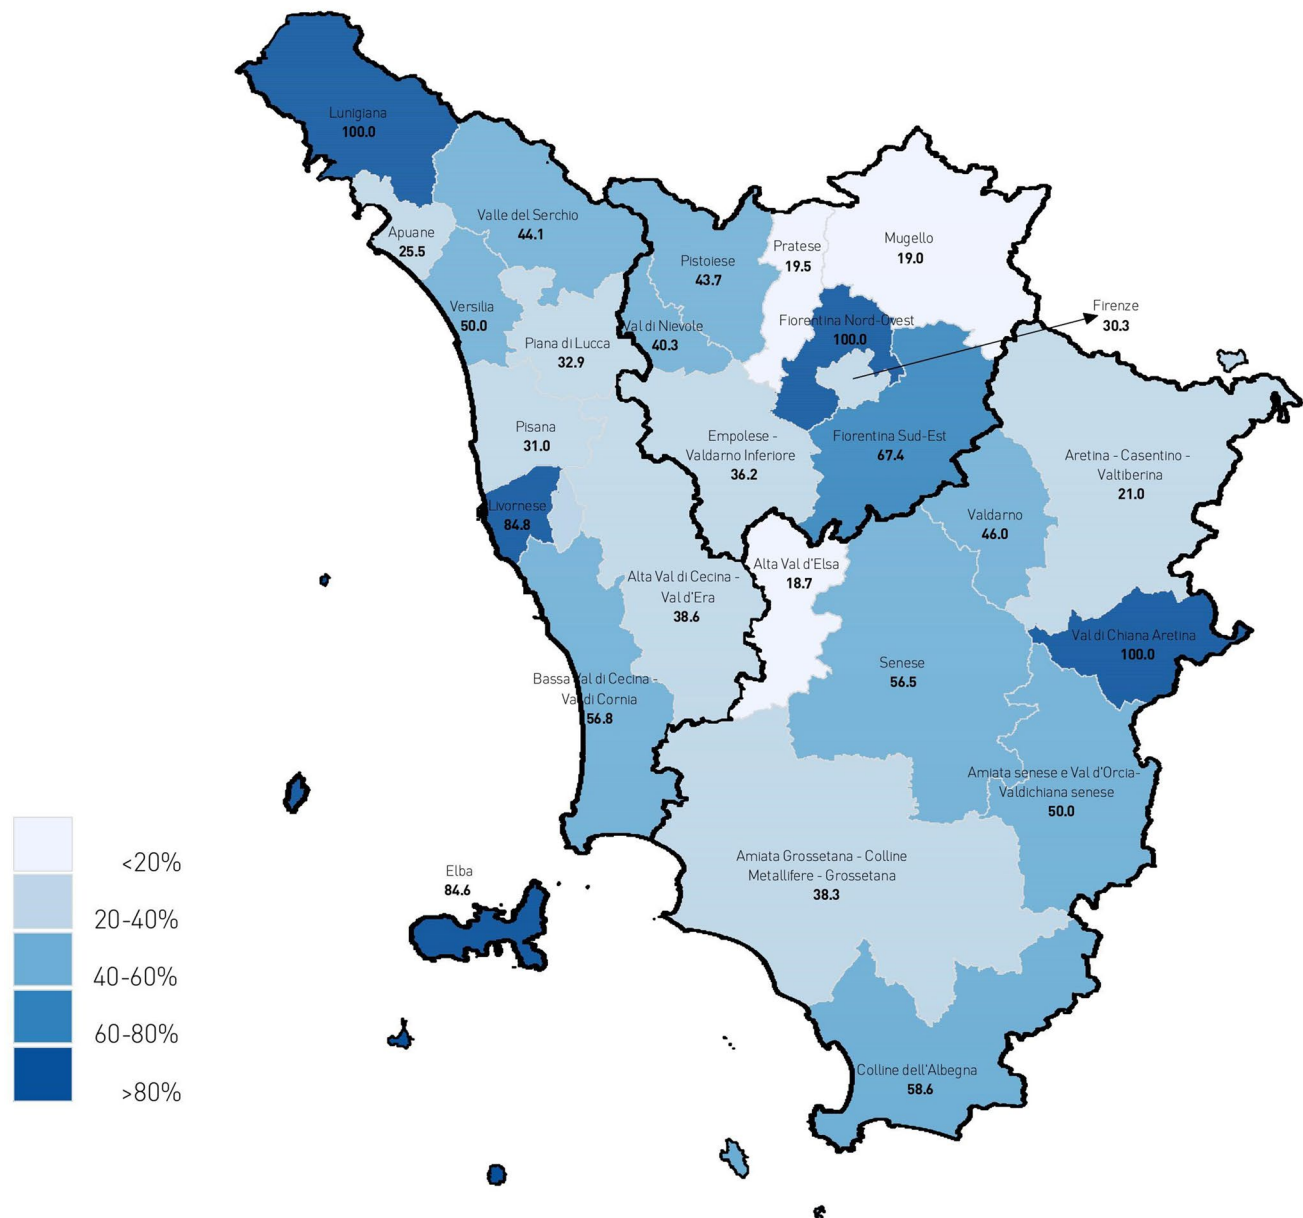 Lunigiana
100.0
Valle del Serchio
44.1
Apuane
25.5
Versilia
50.0
Piana di Lucca
32.9
Pistoiese
43.7
Val di Nievole
40.3
Pratese
19.5
Mugello
19.0
Fiorentina Nord-Ovest
100.0
Firenze
30.3
Pisana
31.0
Empolese -
Valdarno Inferiore
36.2
Fiorentina Sud-Est
67.4
Aretina - Casentino -
Valtiberina
21.0
Livornese
84.8
Valdarno
46.0
Alta Val di Cecina -
Val d'Era
38.6
Alta Val d'Elsa
18.7
Val di Chiana Aretina
100.0
Senese
56.5
Bassa Val di Cecina -
Val di Cornia
56.8
Amiata senese e Val d'Orcia-
Valdichiana senese
50.0
Amiata Grossetana - Colline
Metallifere - Grossetana
38.3
Elba
84.6
Colline dell'Albegna
58.6
<20%
20-40%
40-60%
60-80%
>80%